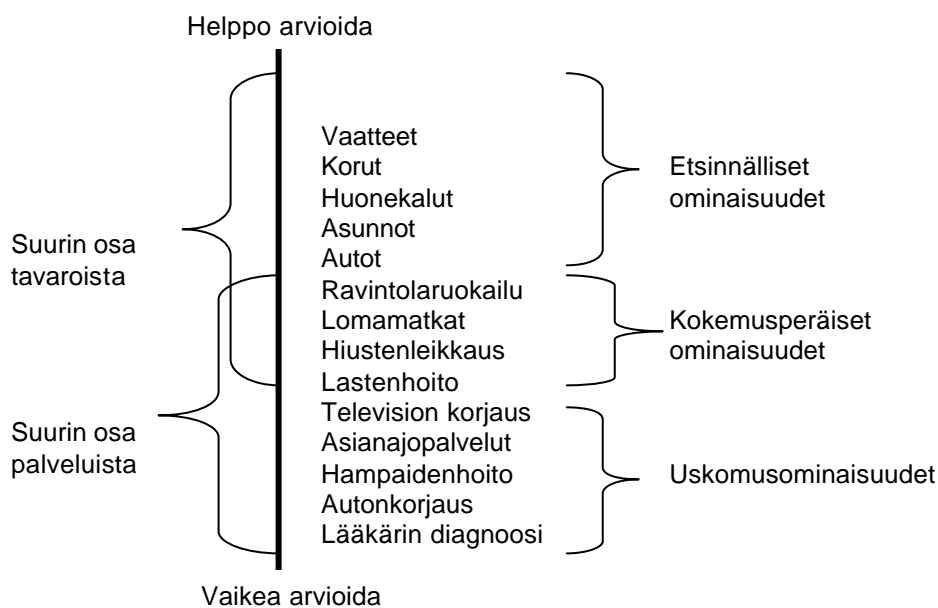 Helppo arvioida
Vaatteet
Korut
Huonekalut
Asunnot
Autot
Ravintolaruokailu
Lomamatkat
Hiustenleikkaus
Lastenhoito
Television korjaus
Asianajopalvelut
Hampaidenhoito
Autonkorjaus
Lääkärin diagnoosi
Suurin osa
tavaroista
Suurin osa
palveluista
Etsinnälliset
ominaisuudet
Kokemusperäiset
ominaisuudet
Uskomusominaisuudet
Vaikea arvioida